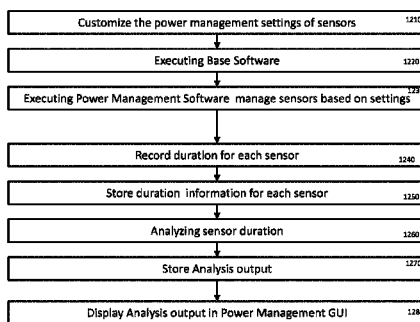 Customize the power management settings of sensors
1210
Executing Base Software
1220
Executing Power Management Software manage sensors based on settings
Record duration for each sensor
1240
Store duration information for each sensor
1250
Analyzing sensor duration
1260
Store Analysis output
1270
Display Analysis output in Power Management GUI